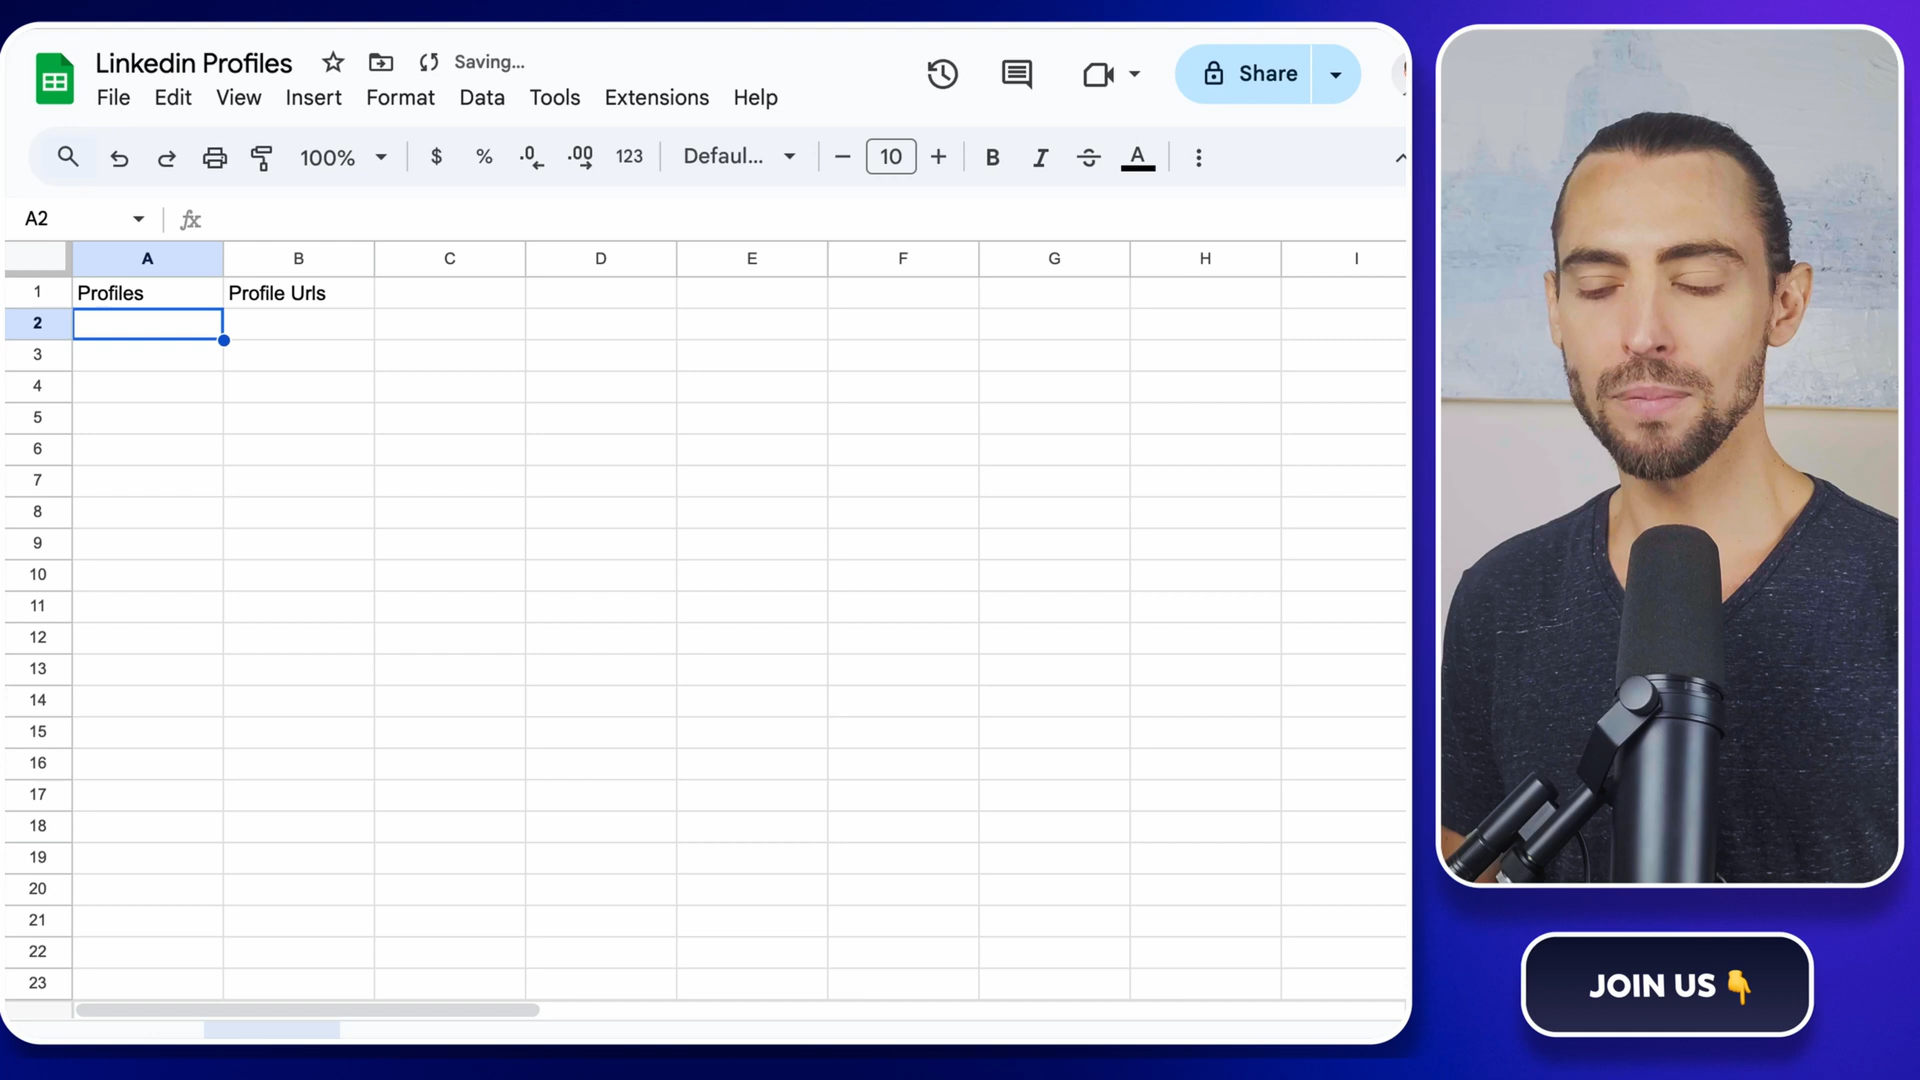 Linkedin Profiles Saving...
File Edit View Insert Format Data Tools Extensions Help
Share
100% $ % .0 .00 123 Defaul... 10 B I S A
A2 fx
A B C D E F G H I
1 Profiles Profile Urls
2
3
4
5
6
7
8
9
10
11
12
13
14
15
16
17
18
19
20
21
22
23
JOIN US 👇